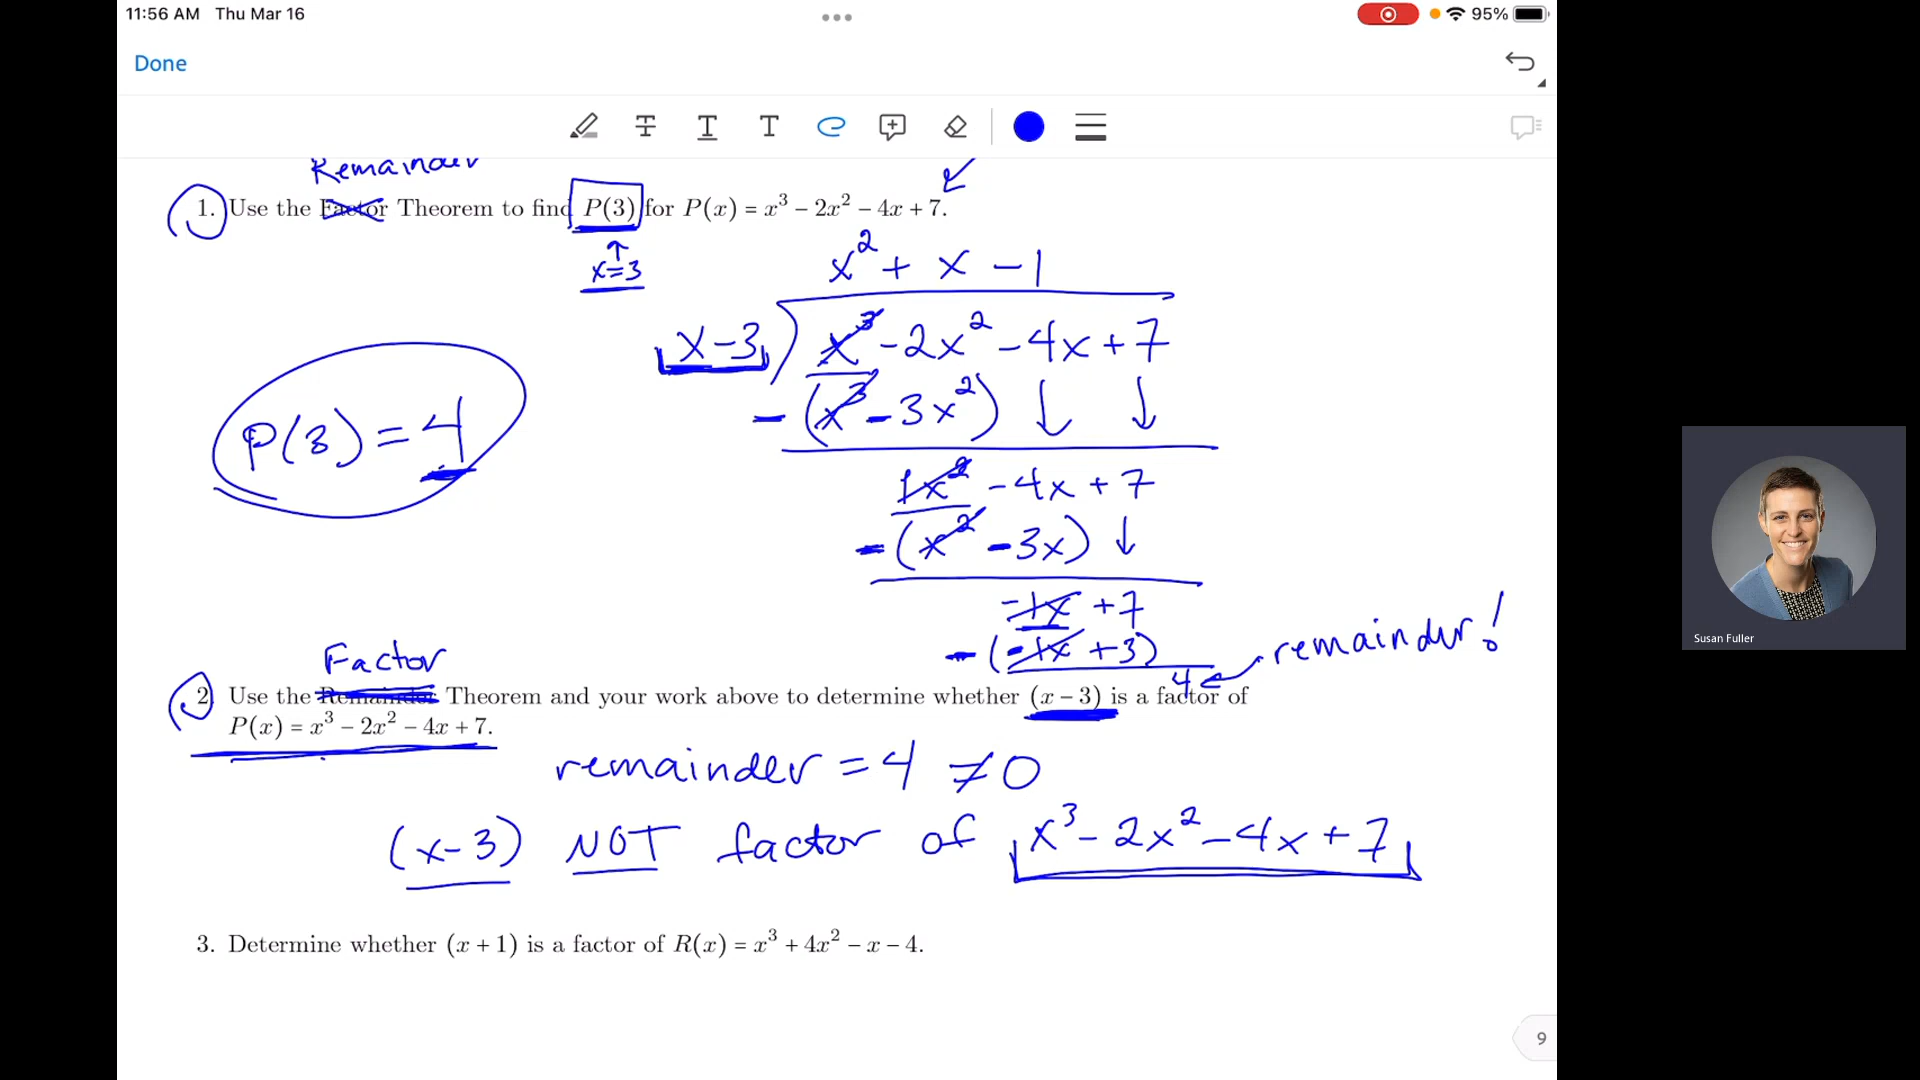 11:56 AM Thu Mar 16
95%
Done
Remainder
1. Use the Factor Theorem to find P(3) for P(x) = x³ − 2x² − 4x + 7.
x=3
x² + x − 1
x−3 ) x³ −2x² −4x +7
− (x³ − 3x²)
1x² −4x + 7
P(3) = 4
− (x² − 3x)
−1x +7
− (−1x + 3)
remainder!
4
Factor
2. Use the Remainder Theorem and your work above to determine whether (x − 3) is a factor of
P(x) = x³ − 2x² − 4x + 7.
remainder = 4 ≠ 0
(x−3) NOT factor of x³ − 2x² − 4x + 7
3. Determine whether (x + 1) is a factor of R(x) = x³ + 4x² − x − 4.
9
Susan Fuller